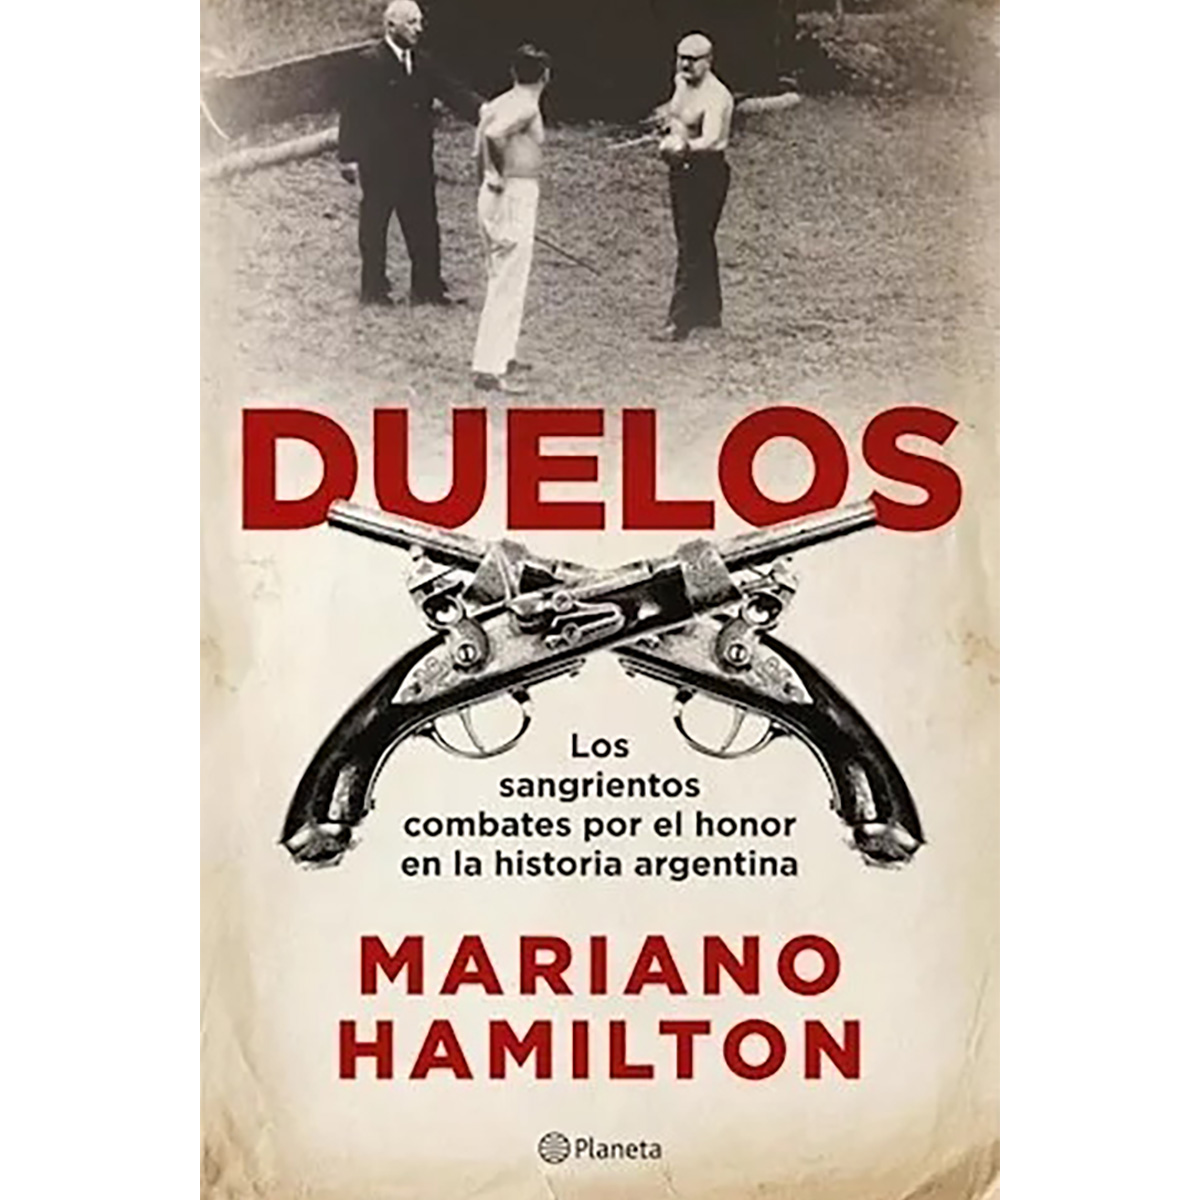 DUELOS
Los
sangrientos
combates por el honor
en la historia argentina
MARIANO
HAMILTON
Planeta